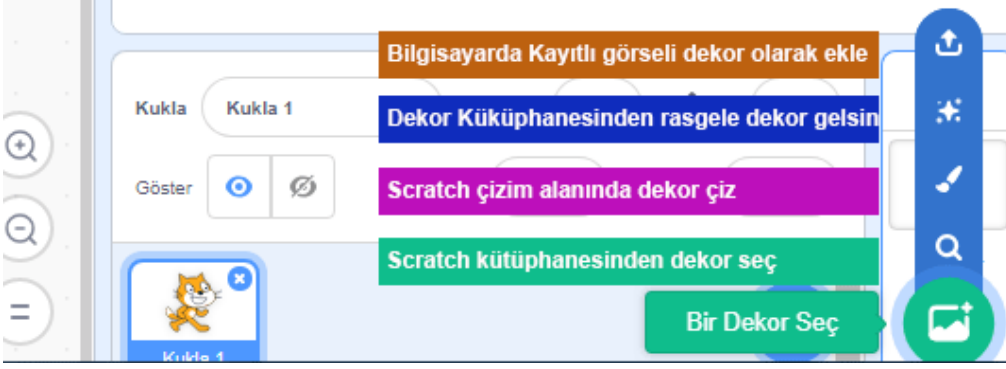 Bilgisayarda Kayıtlı görseli dekor olarak ekle
Kukla
Kukla 1
Dekor Küküphanesinden rasgele dekor gelsin
Göster
Scratch çizim alanında dekor çiz
Scratch kütüphanesinden dekor seç
Bir Dekor Seç
Kukla 1